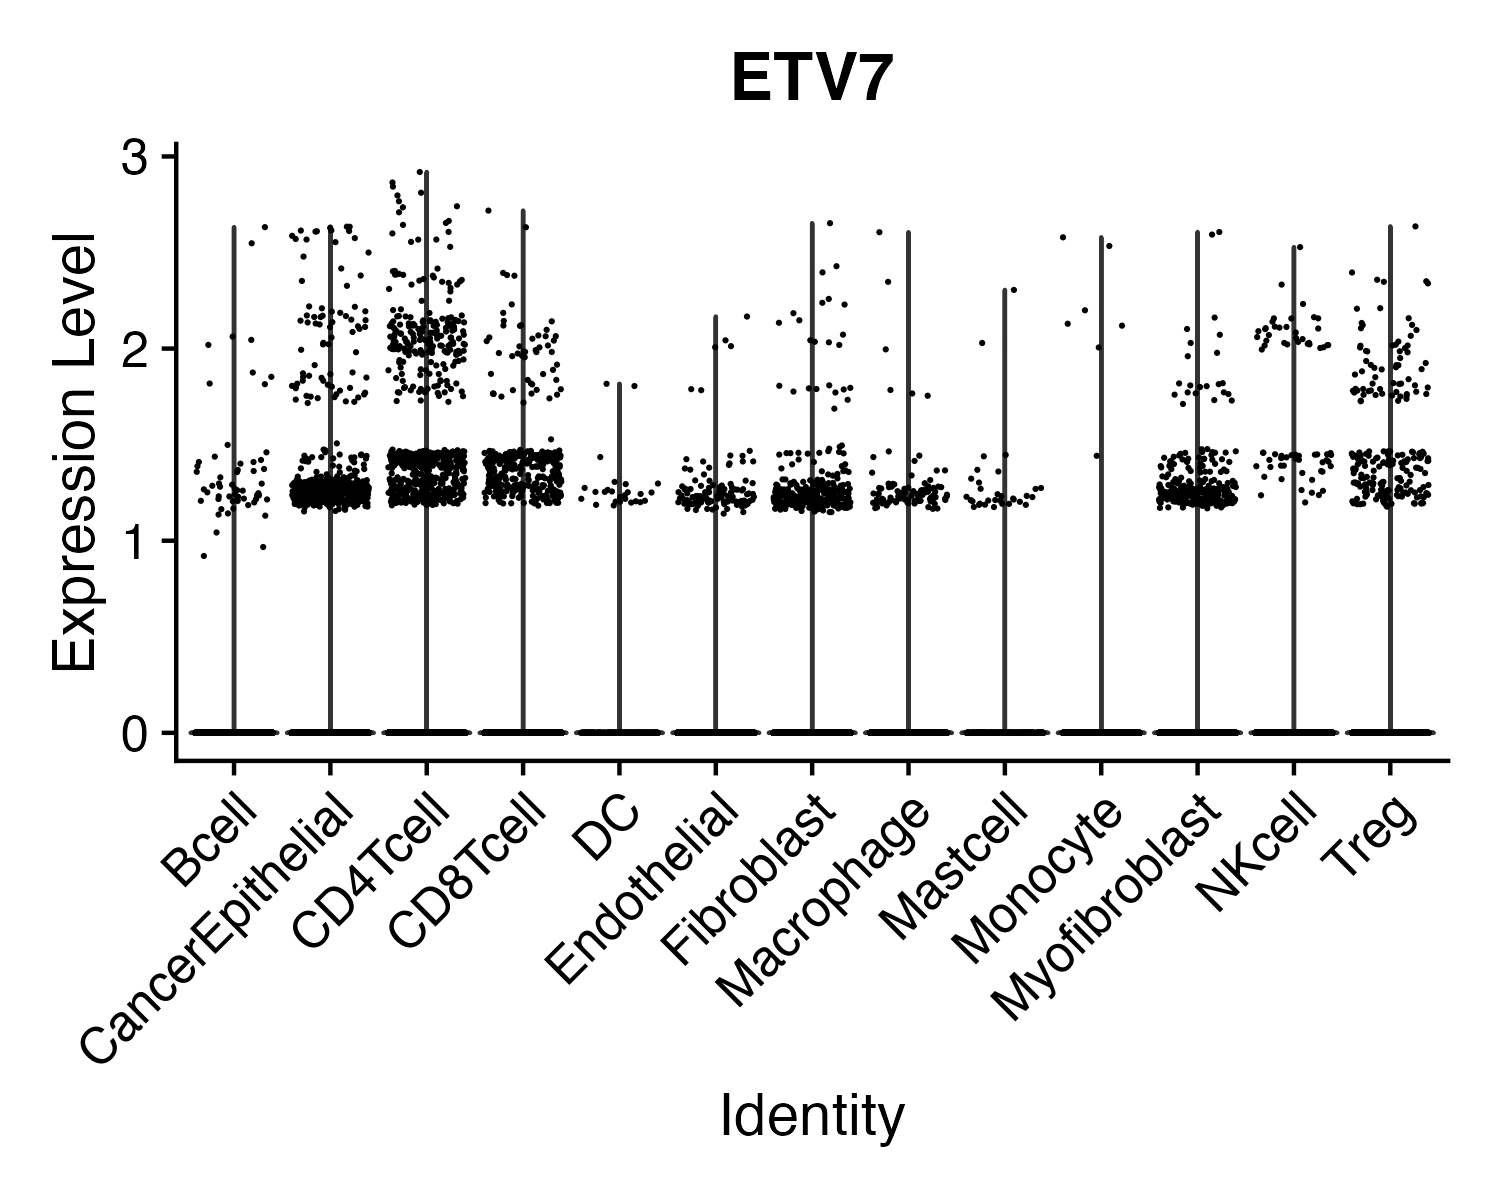 ETV7
Expression Level
3
2
1
0
Bcell
CancerEpithelial
CD4Tcell
CD8Tcell
DC
Endothelial
Fibroblast
Macrophage
Mastcell
Monocyte
Myofibroblast
NKcell
Treg
Identity